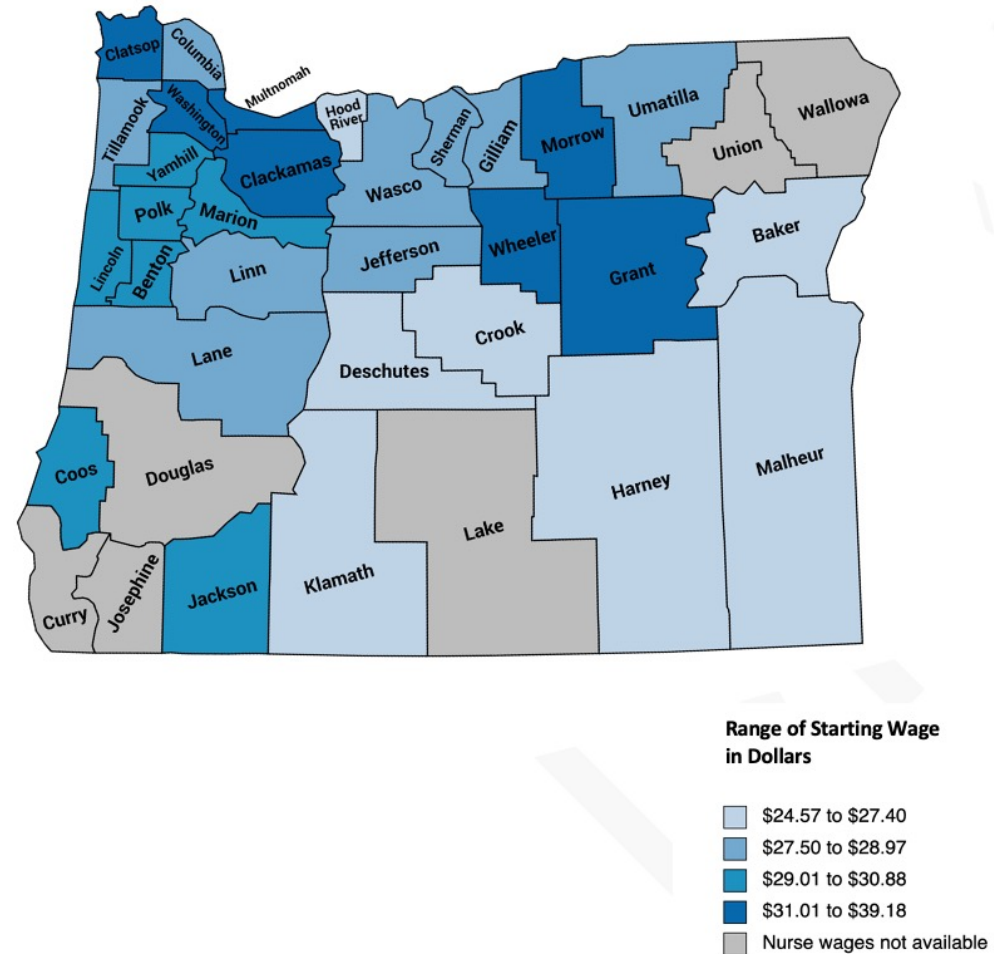 Clatsop
Columbia
Multnomah
Tillamook
Washington
Hood
River
Sherman
Gilliam
Morrow
Umatilla
Union
Wallowa
Yamhill
Clackamas
Wasco
Polk
Marion
Lincoln
Benton
Linn
Jefferson
Wheeler
Grant
Baker
Lane
Deschutes
Crook
Coos
Douglas
Lake
Harney
Malheur
Curry
Josephine
Jackson
Klamath
Range of Starting Wage
in Dollars
$24.57 to $27.40
$27.50 to $28.97
$29.01 to $30.88
$31.01 to $39.18
Nurse wages not available